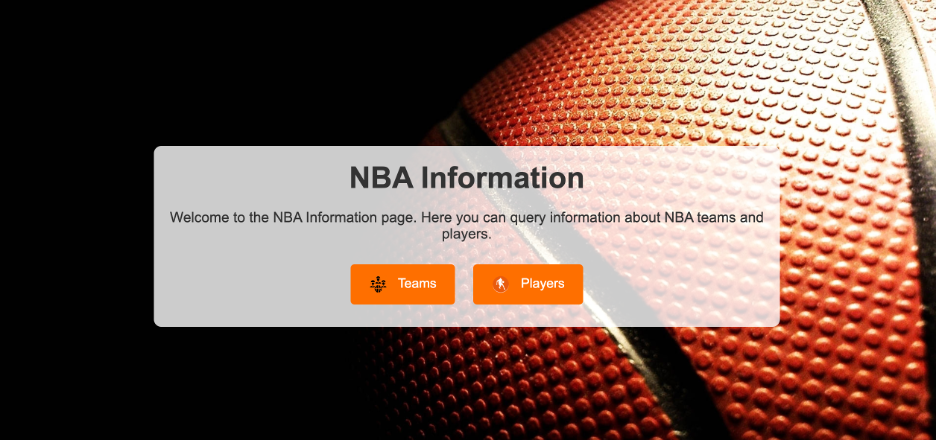 NBA Information
Welcome to the NBA Information page. Here you can query information about NBA teams and
players.
Teams
Players